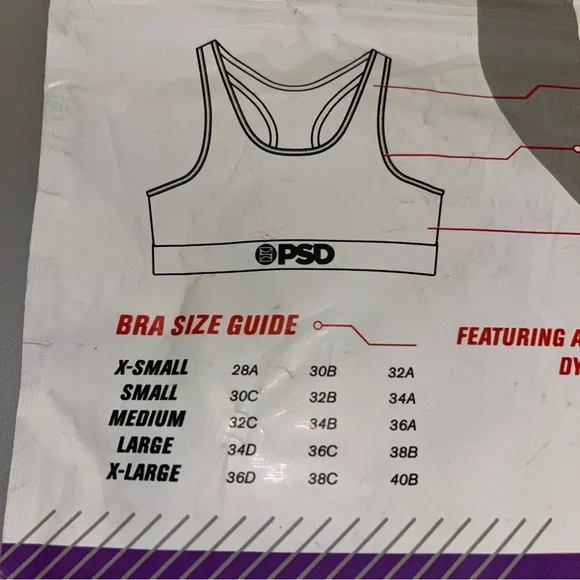 PSD
BRA SIZE GUIDE
FEATURING A
DY
X-SMALL 28A 30B 32A
SMALL 30C 32B 34A
MEDIUM 32C 34B 36A
LARGE 34D 36C 38B
X-LARGE 36D 38C 40B